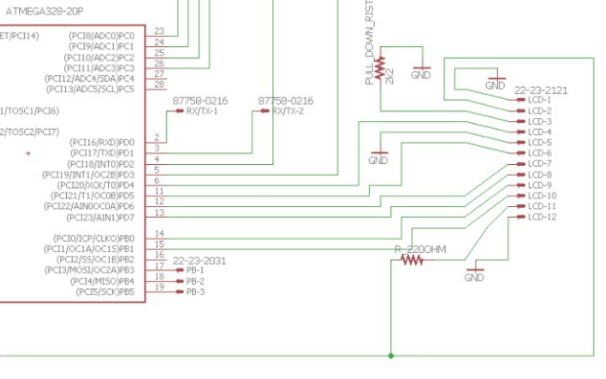 ATMEGA328-20P
ET/PCI14)
(PCI8/ADC0)PC0 23
(PCI9/ADC1)PC1 24
(PCI10/ADC2)PC2 25
(PCI11/ADC3)PC3 26
(PCI12/ADC4/SDA)PC4 27
(PCI13/ADC5/SCL)PC5 28
1/TOSC1/PCI6)
2/TOSC2/PCI7)
(PCI16/RXD)PD0 2
(PCI17/TXD)PD1 3
(PCI18/INT0)PD2 4
(PCI19/INT1/OC2B)PD3 5
(PCI20/XCK/T0)PD4 6
(PCI21/T1/OC0B)PD5 11
(PCI22/AIN0OC0A)PD6 12
(PCI23/AIN1)PD7 13
(PCI0/ICP/CLKO)PB0 14
(PCI1/OC1A/OC1S)PB1 15
(PCI2/SS/OC1B)PB2 16
(PCI3/MOSI/OC2A)PB3 17
(PCI4/MISO)PB4 18
(PCI5/SCK)PB5 19
87758-0216
RX/TX-1
87758-0216
RX/TX-2
22-23-2031
PB-1
PB-2
PB-3
PULL_DOWN_RIST
2K2
GND
GND
GND
22-23-2121
LCD-1
LCD-2
LCD-3
LCD-4
LCD-5
LCD-6
LCD-7
LCD-8
LCD-9
LCD-10
LCD-11
LCD-12
R_220OHM
GND